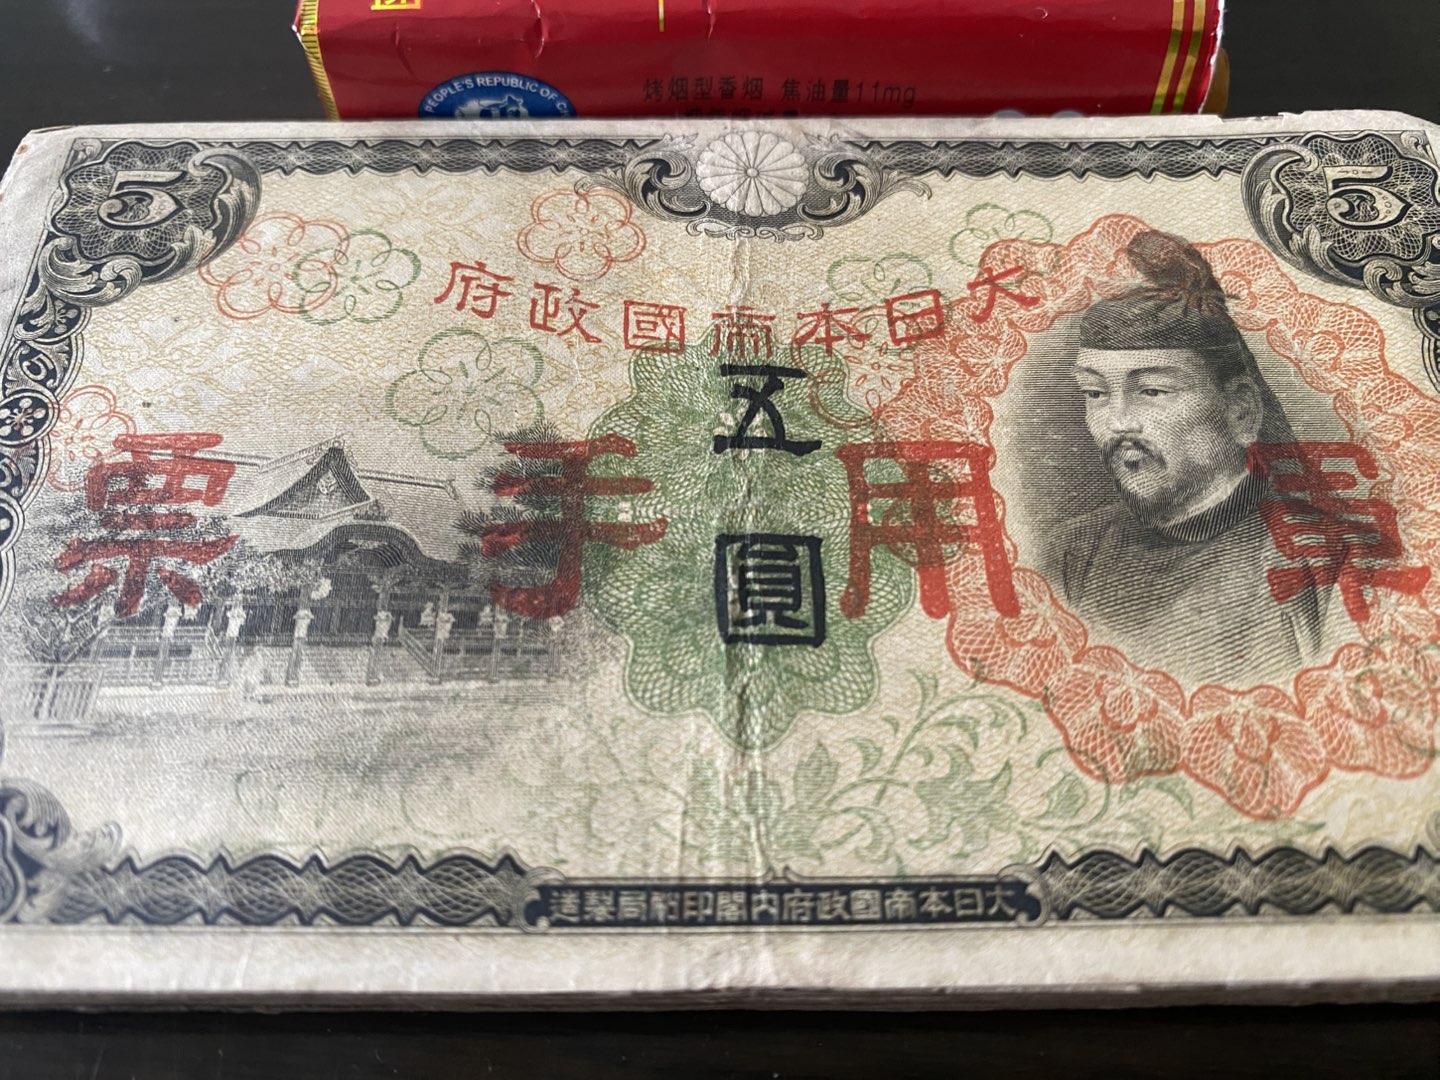 PEOPLE'S REPUBLIC OF
烤烟型香烟 焦油量11mg
5
5
大日本帝國政府
五圓
軍用手票
大日本帝國政府内閣印刷局製造